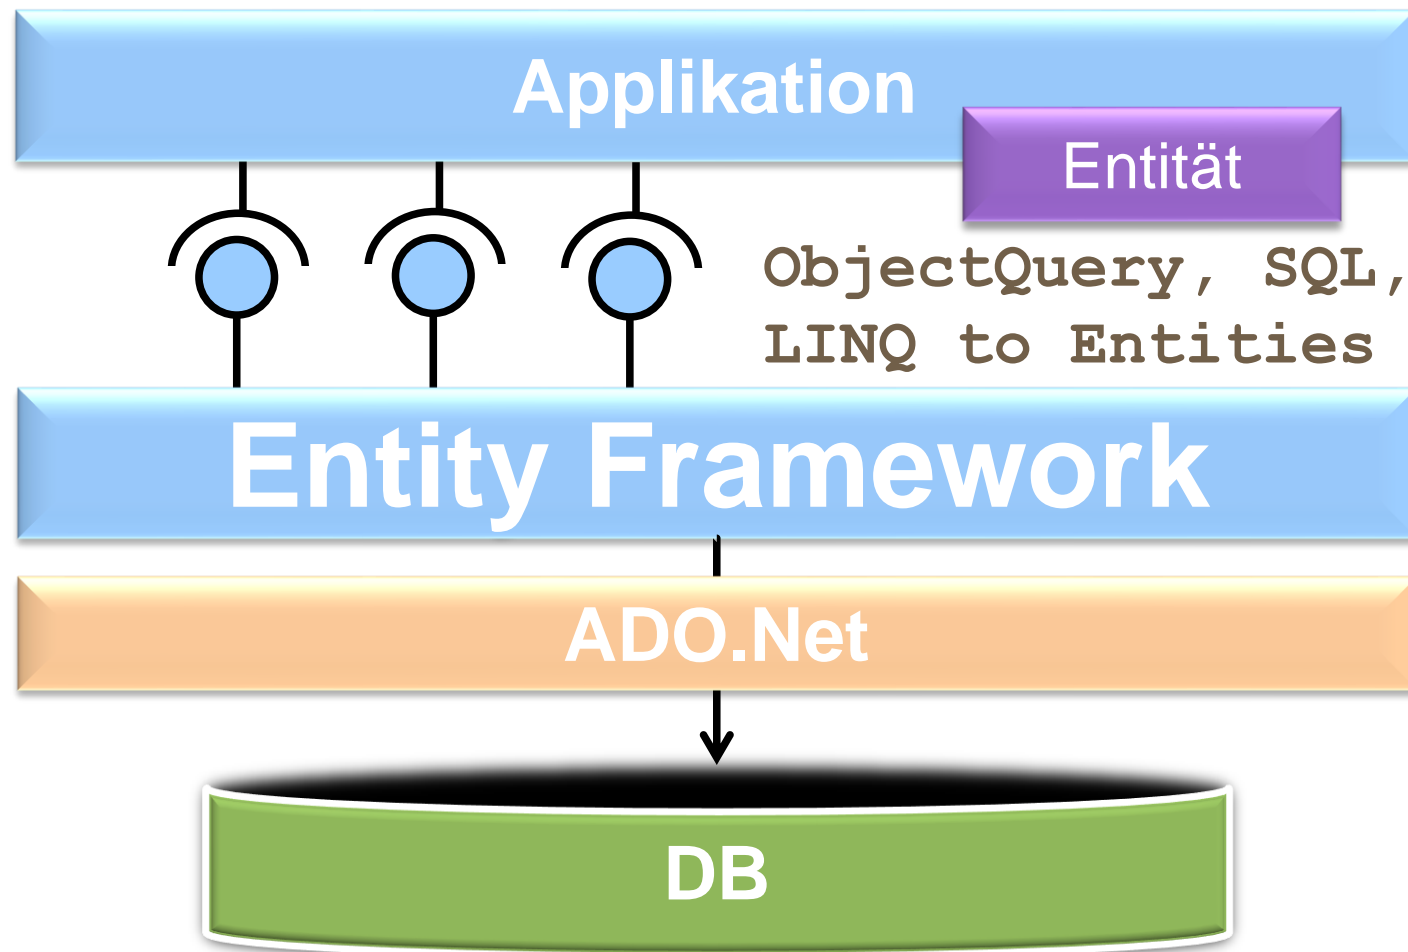 Applikation
Entität
ObjectQuery, SQL,
LINQ to Entities
Entity Framework
ADO.Net
DB